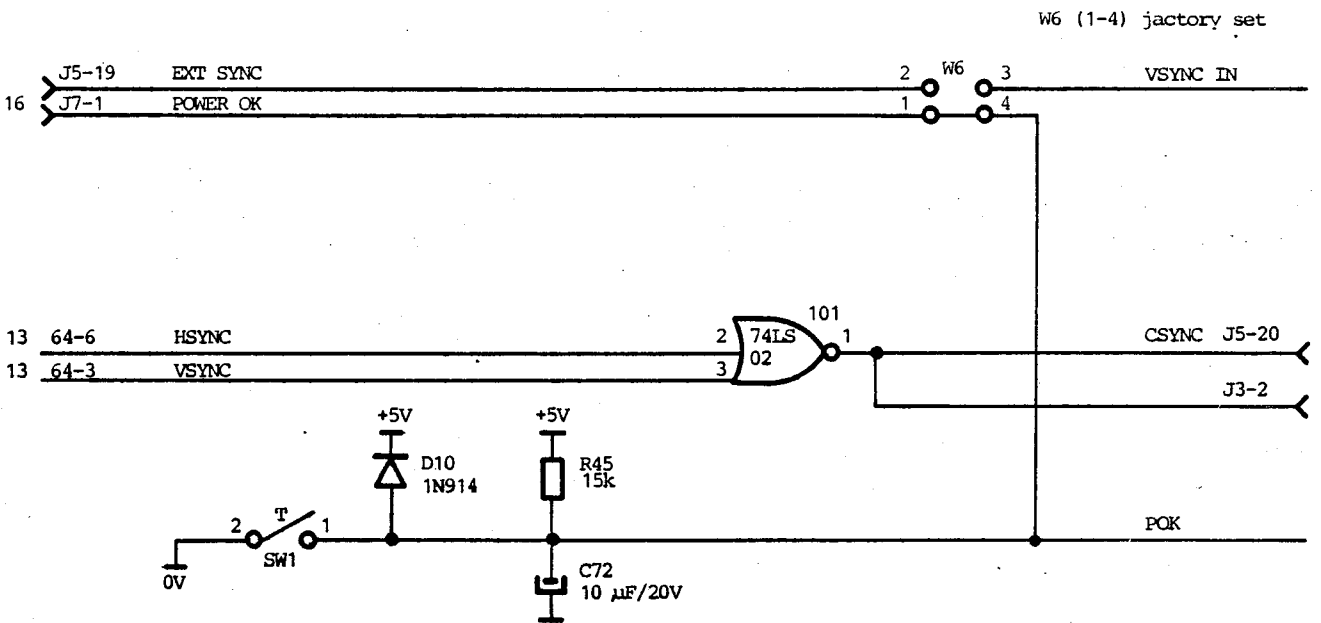 W6 (1-4) jactory set
J5-19 EXT SYNC 2 W6 3 VSYNC IN
16 J7-1 POWER OK 1 4
101
13 64-6 HSYNC 2 74LS 1 CSYNC J5-20
02
13 64-3 VSYNC 3
J3-2
+5V +5V
D10 R45
1N914 15k
2 T 1 POK
SW1
0V
C72
10 µF/20V